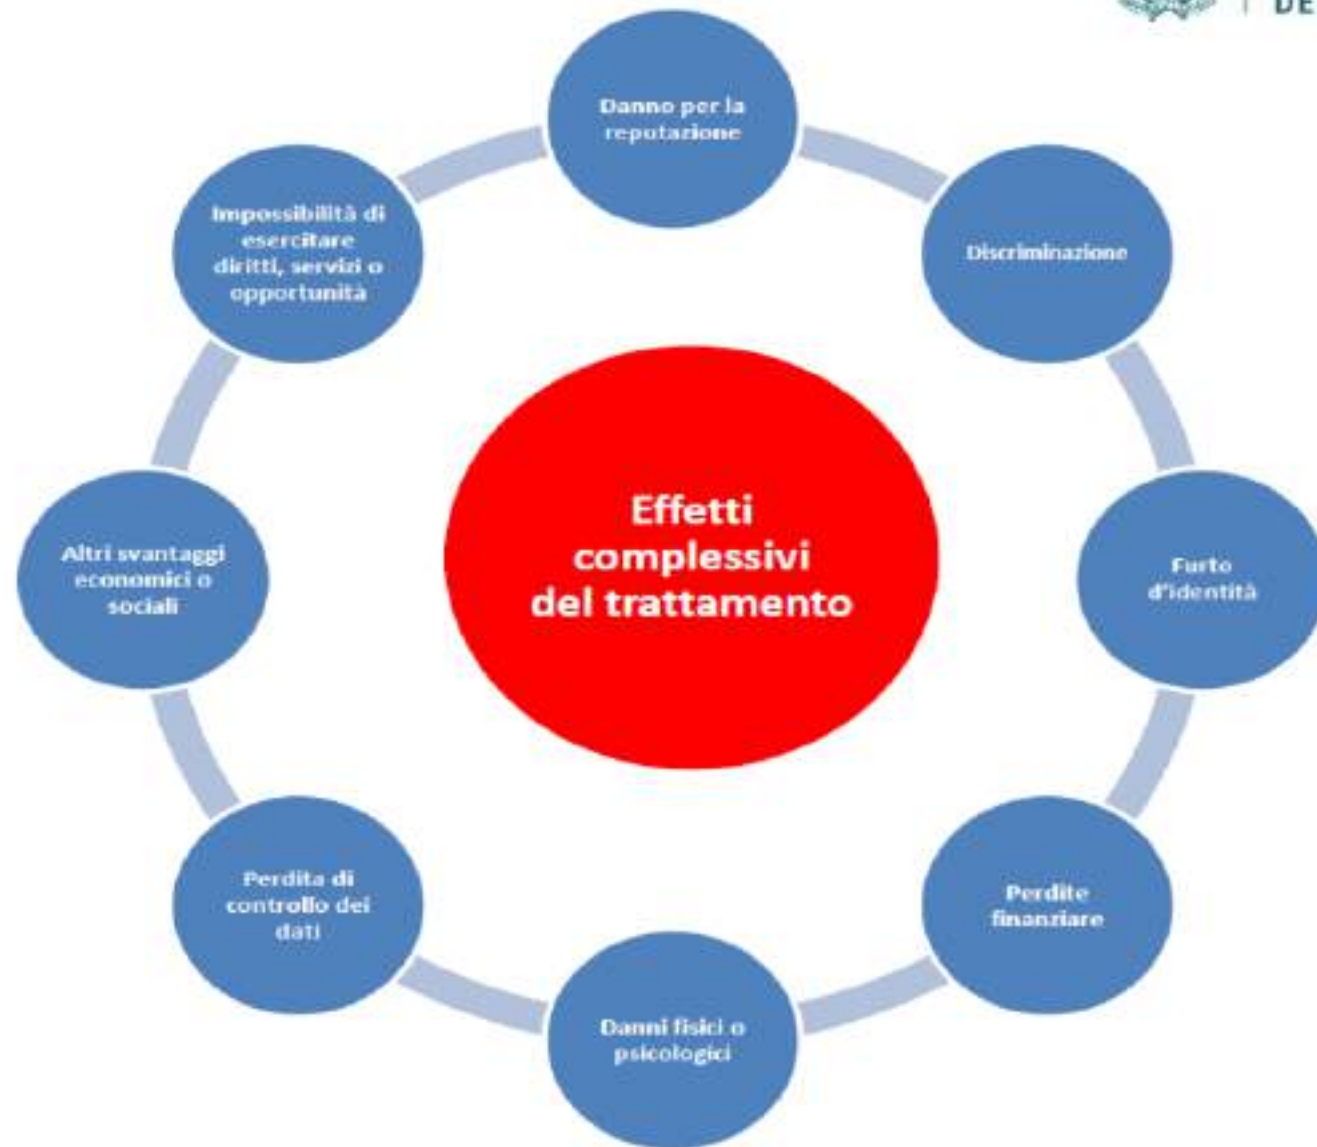 DE
Danno per la
reputazione
Discriminazione
Furto
d'identità
Perdite
finanziare
Danni fisici o
psicologici
Perdita di
controllo dei
dati
Altri svantaggi
economici o
sociali
Impossibilità di
esercitare
diritti, servizi o
opportunità
Effetti
complessivi
del trattamento